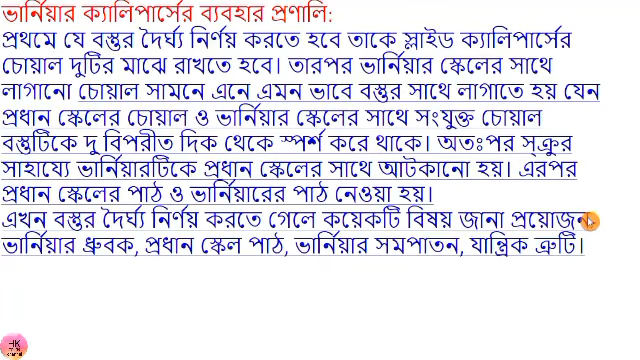 ভার্নিয়ার ক্যালিপার্সের ব্যবহার প্রণালি:
প্রথমে যে বস্তুর দৈর্ঘ্য নির্ণয় করতে হবে তাকে স্লাইড ক্যালিপার্সের
চোয়াল দুটির মাঝে রাখতে হবে। তারপর ভার্নিয়ার স্কেলের সাথে
লাগানো চোয়াল সামনে এনে এমন ভাবে বস্তুর সাথে লাগাতে হয় যেন
প্রধান স্কেলের চোয়াল ও ভার্নিয়ার স্কেলের সাথে সংযুক্ত চোয়াল
বস্তুটিকে দু বিপরীত দিক থেকে স্পর্শ করে থাকে। অতঃপর স্ক্রুর
সাহায্যে ভার্নিয়ারটিকে প্রধান স্কেলের সাথে আটকানো হয়। এরপর
প্রধান স্কেলের পাঠ ও ভার্নিয়ারের পাঠ নেওয়া হয়।
এখন বস্তুর দৈর্ঘ্য নির্ণয় করতে গেলে কয়েকটি বিষয় জানা প্রয়োজন
ভার্নিয়ার ধ্রুবক, প্রধান স্কেল পাঠ, ভার্নিয়ার সমপাতন, যান্ত্রিক ত্রুটি।
HK
channel